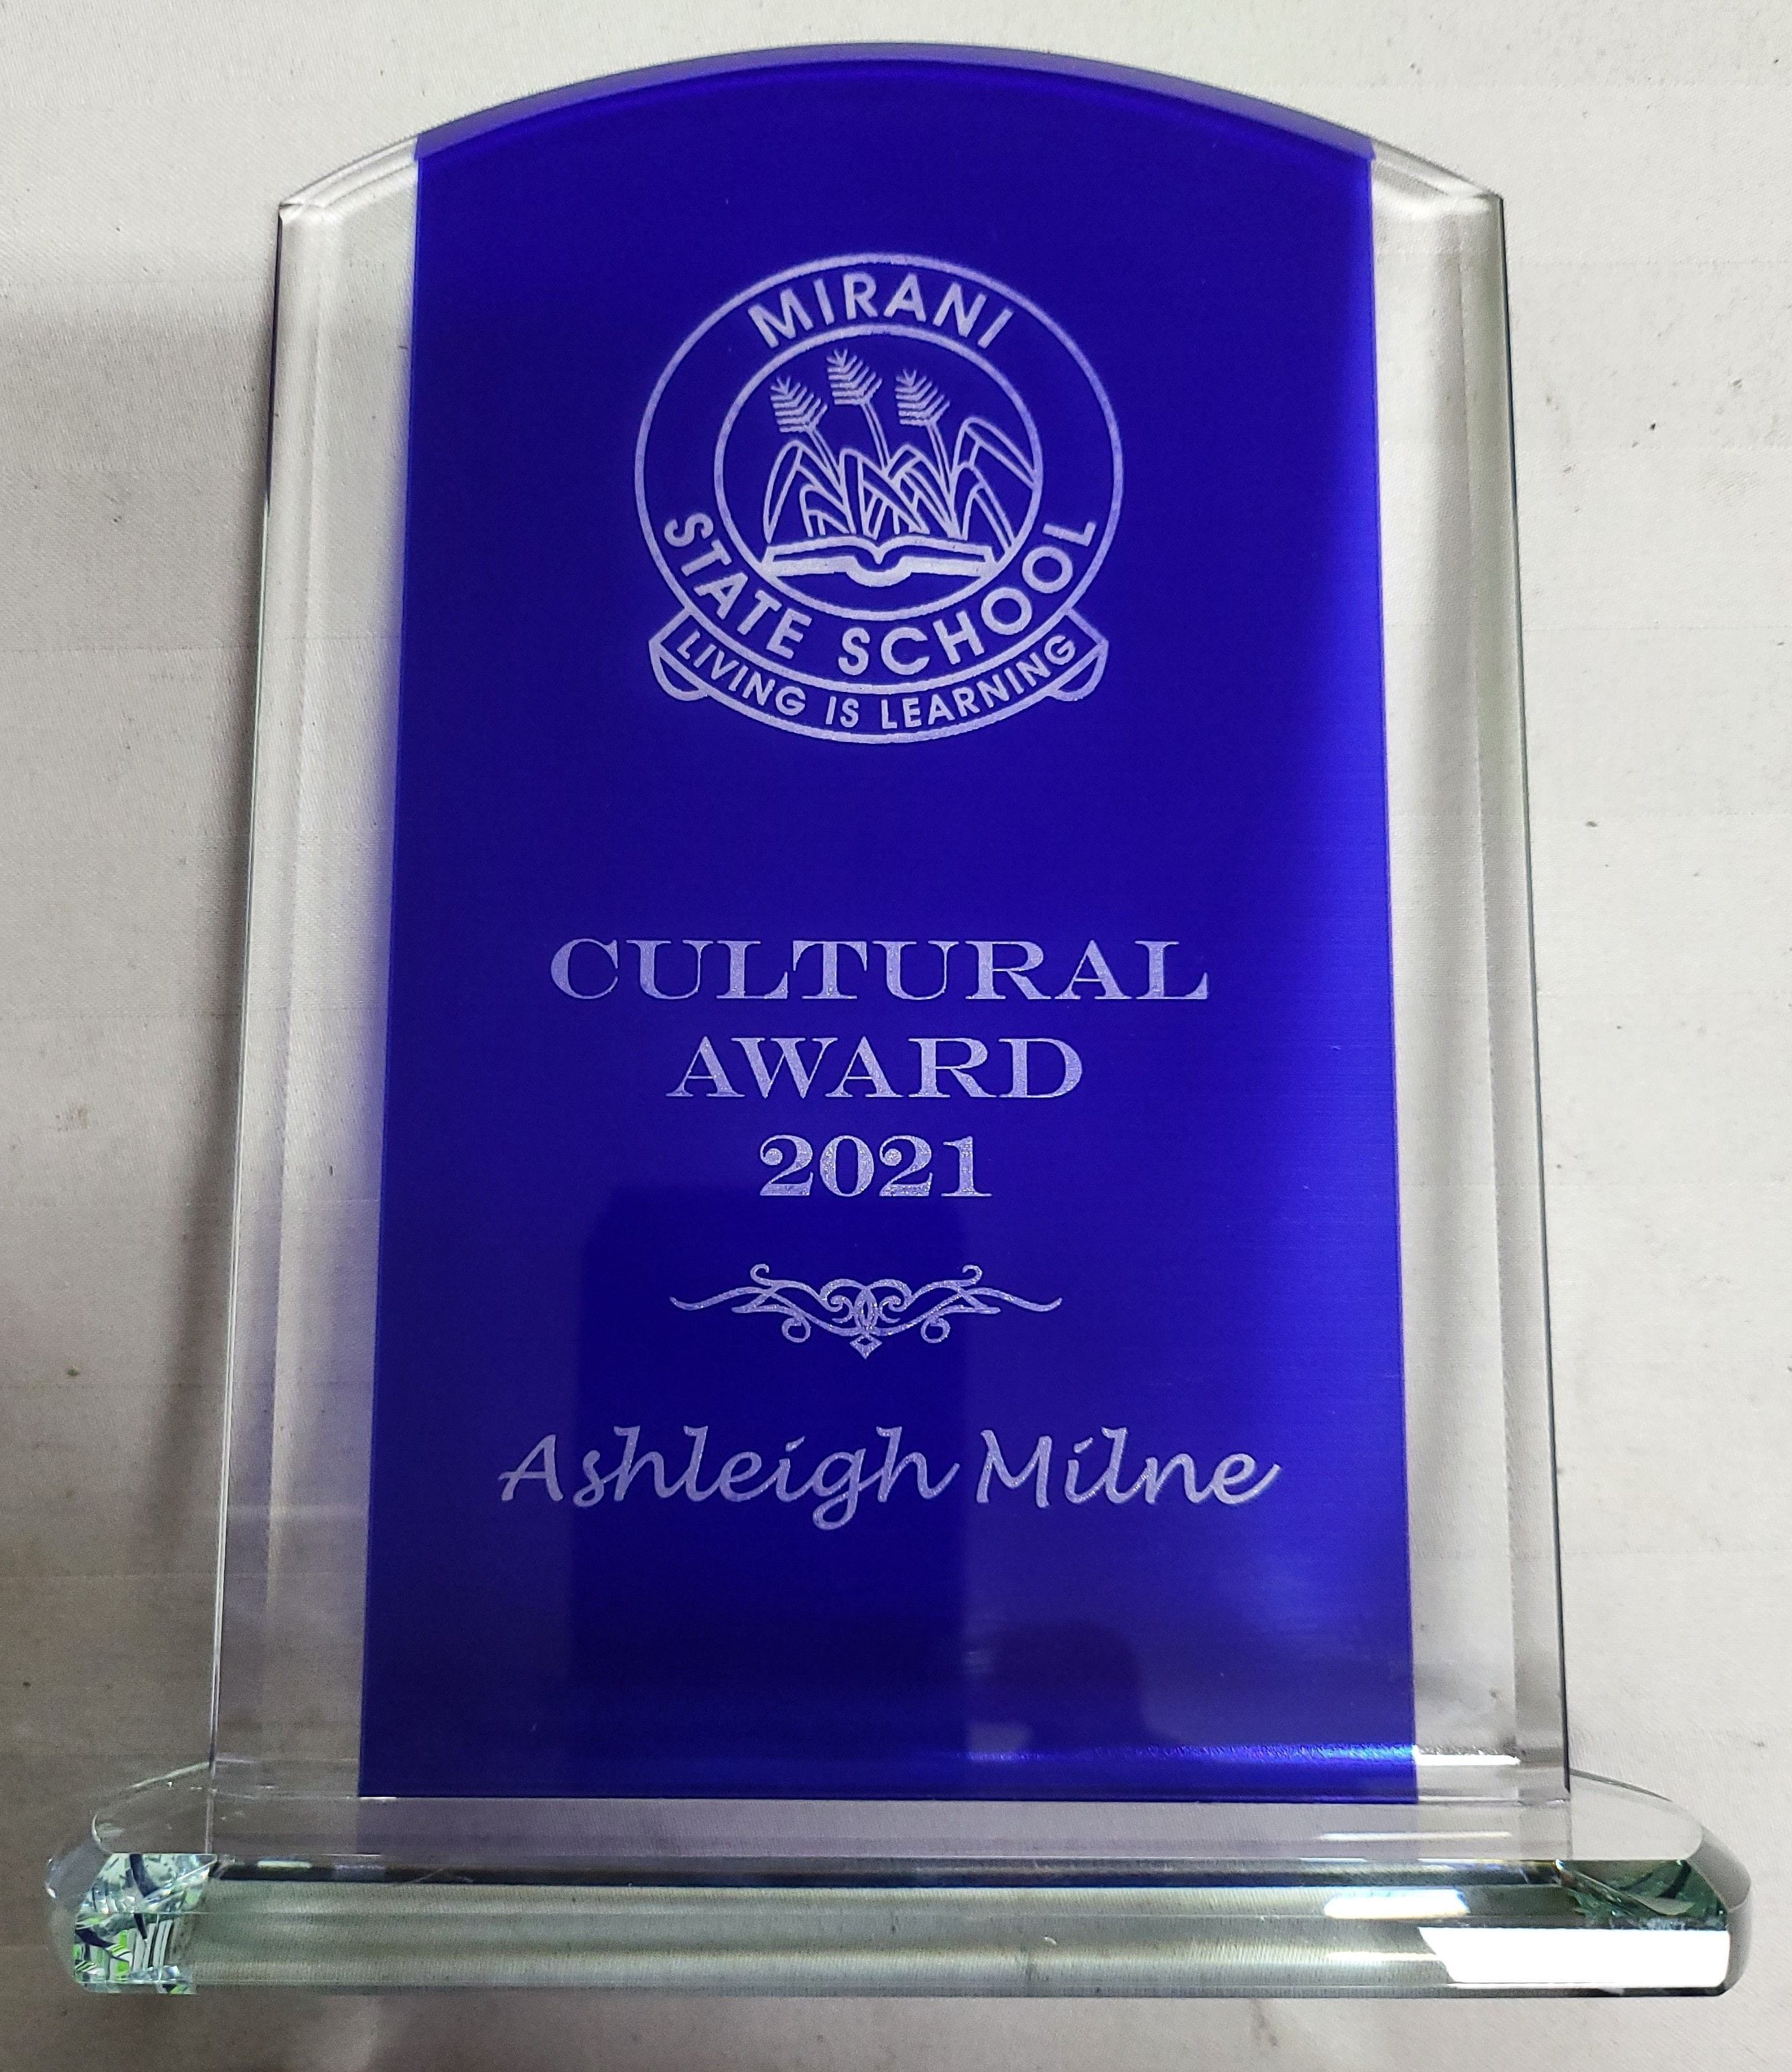 MIRANI
STATE SCHOOL
LIVING IS LEARNING
CULTURAL
AWARD
2021
Ashleigh Milne